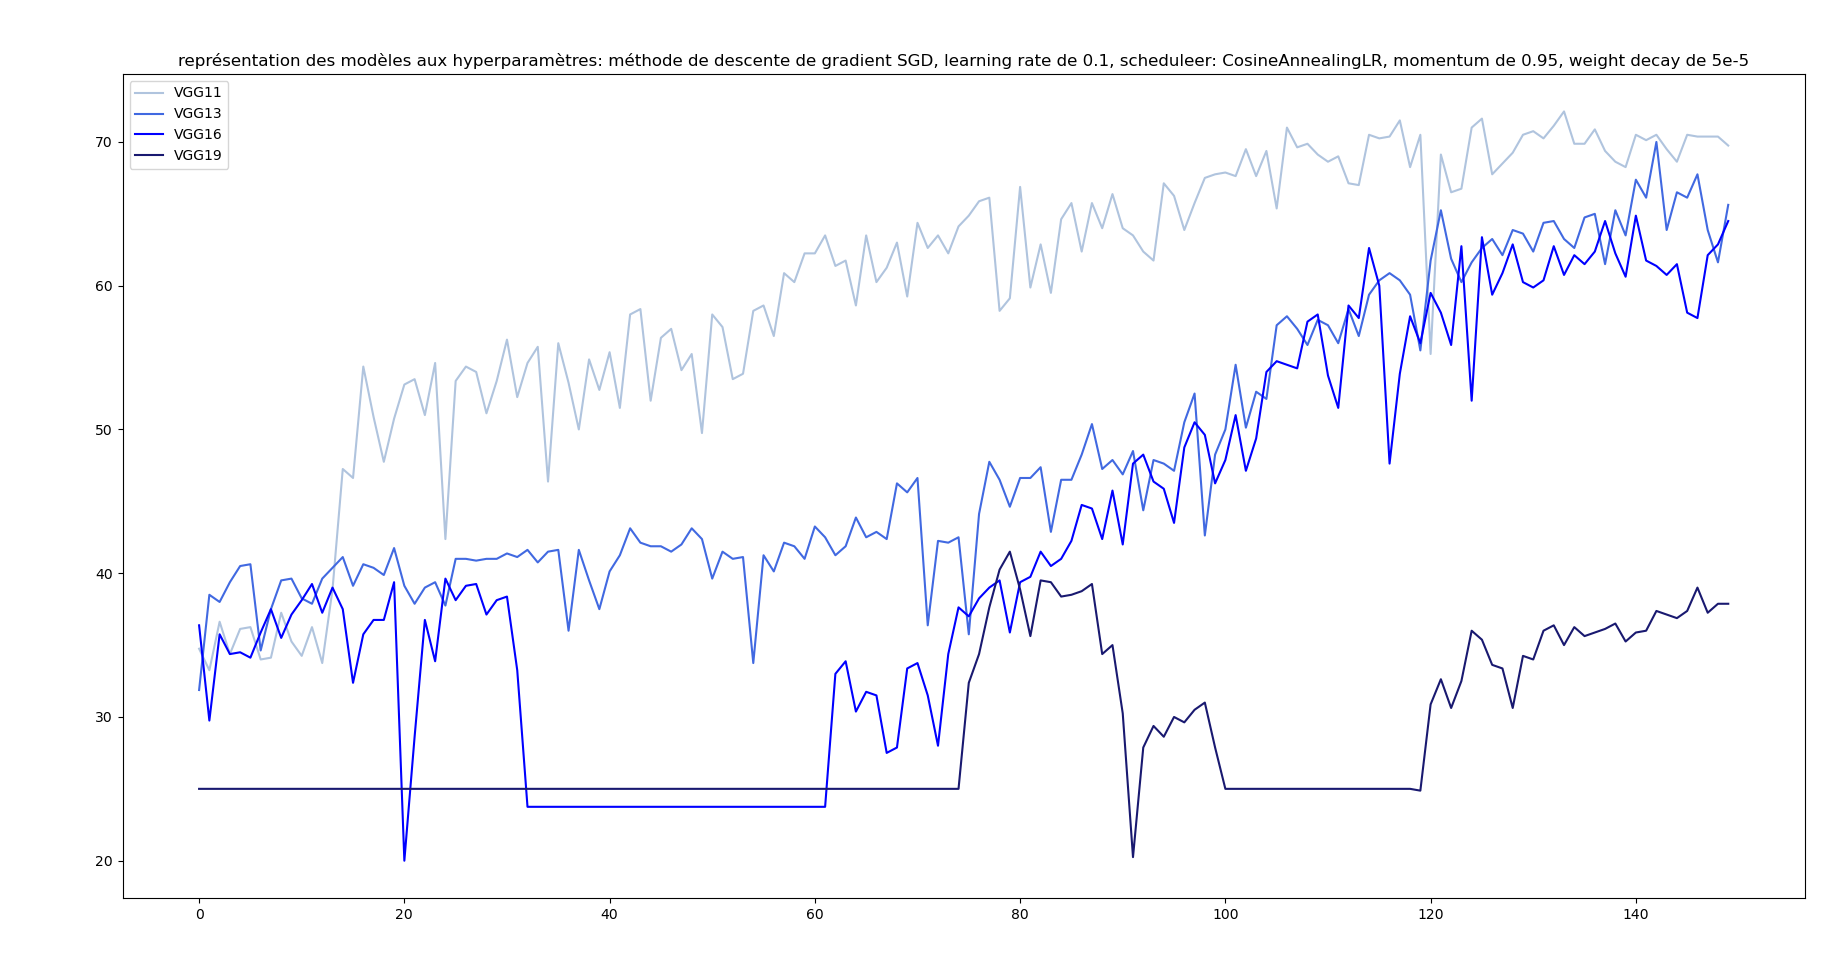 représentation des modèles aux hyperparamètres: méthode de descente de gradient SGD, learning rate de 0.1, scheduleer: CosineAnnealingLR, momentum de 0.95, weight decay de 5e-5
VGG11
VGG13
VGG16
VGG19
70
60
50
40
30
20
0 20 40 60 80 100 120 140